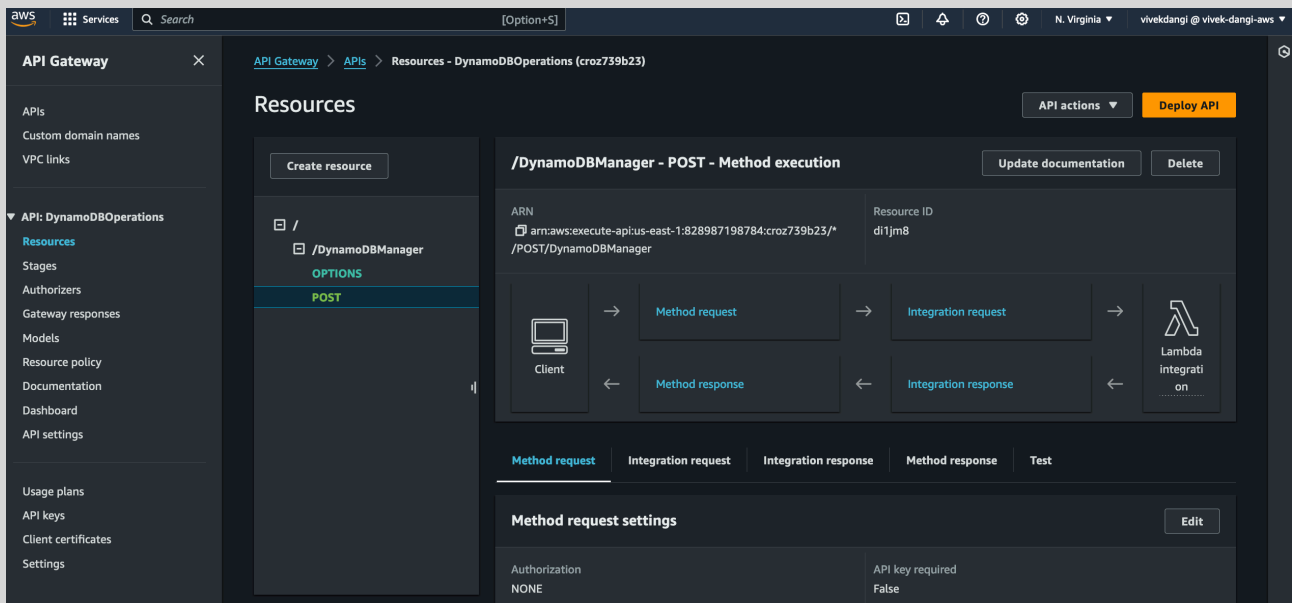 aws
Services
Search
[Option+S]
N. Virginia ▼
vivekdangi @ vivek-dangi-aws ▼
API Gateway
APIs
Custom domain names
VPC links
▼ API: DynamoDBOperations
Resources
Stages
Authorizers
Gateway responses
Models
Resource policy
Documentation
Dashboard
API settings
Usage plans
API keys
Client certificates
Settings
API Gateway > APIs > Resources - DynamoDBOperations (croz739b23)
Resources
API actions ▼
Deploy API
Create resource
/
/DynamoDBManager
OPTIONS
POST
/DynamoDBManager - POST - Method execution
Update documentation
Delete
ARN
arn:aws:execute-api:us-east-1:828987198784:croz739b23/*
/POST/DynamoDBManager
Resource ID
di1jm8
Client
Method request
Integration request
Method response
Integration response
Lambda
integrati
on
Method request
Integration request
Integration response
Method response
Test
Method request settings
Edit
Authorization
NONE
API key required
False